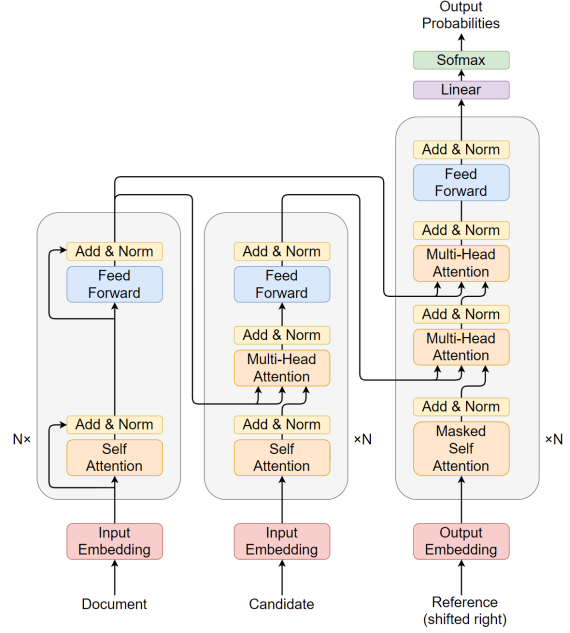 Output
Probabilities
Sofmax
Linear
Add & Norm
Feed
Forward
Add & Norm
Multi-Head
Attention
Add & Norm
Multi-Head
Attention
Add & Norm
Masked
Self
Attention
×N
Output
Embedding
Reference
(shifted right)
Add & Norm
Feed
Forward
Add & Norm
Self
Attention
N×
Input
Embedding
Document
Add & Norm
Feed
Forward
Add & Norm
Multi-Head
Attention
Add & Norm
Self
Attention
×N
Input
Embedding
Candidate